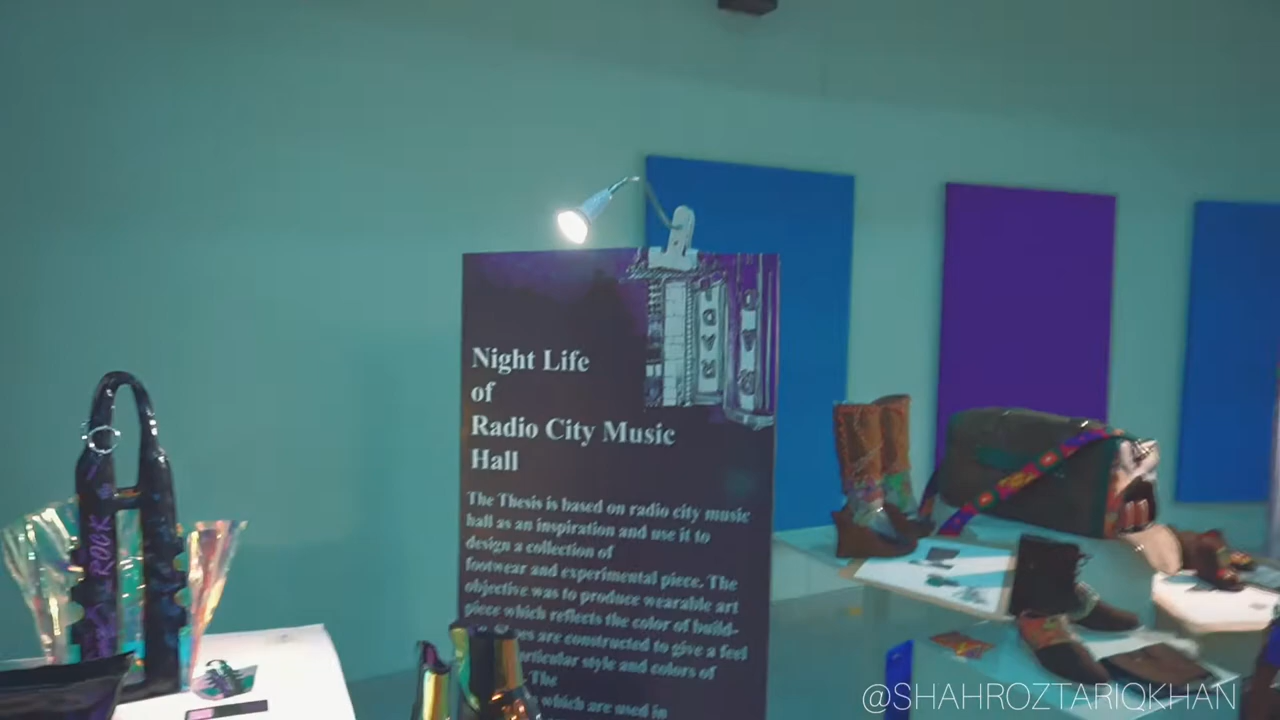 Night Life
of
Radio City Music
Hall
The Thesis is based on radio city music
hall as an inspiration and use it to
design a collection of
footwear and experimental piece. The
objective was to produce wearable art
piece which reflects the color of build-
are constructed to give a feel
particular style and colors of
The
which are used in
ROCK
@SHAHROZTARIQKHAN